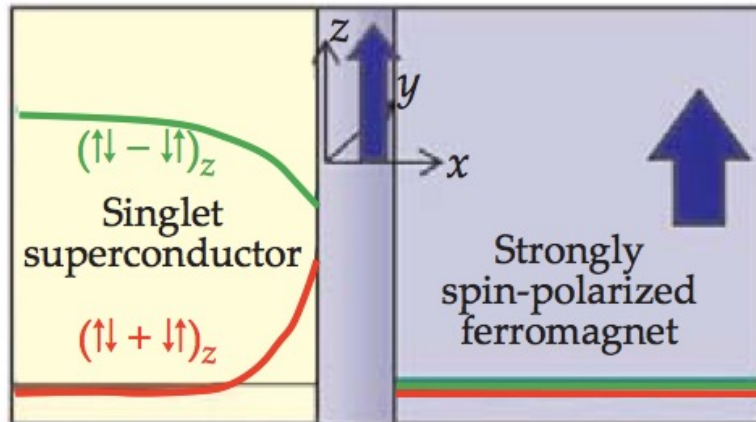 z
y
x
(↑↓ − ↓↑)z
Singlet
superconductor
(↑↓ + ↓↑)z
Strongly
spin-polarized
ferromagnet